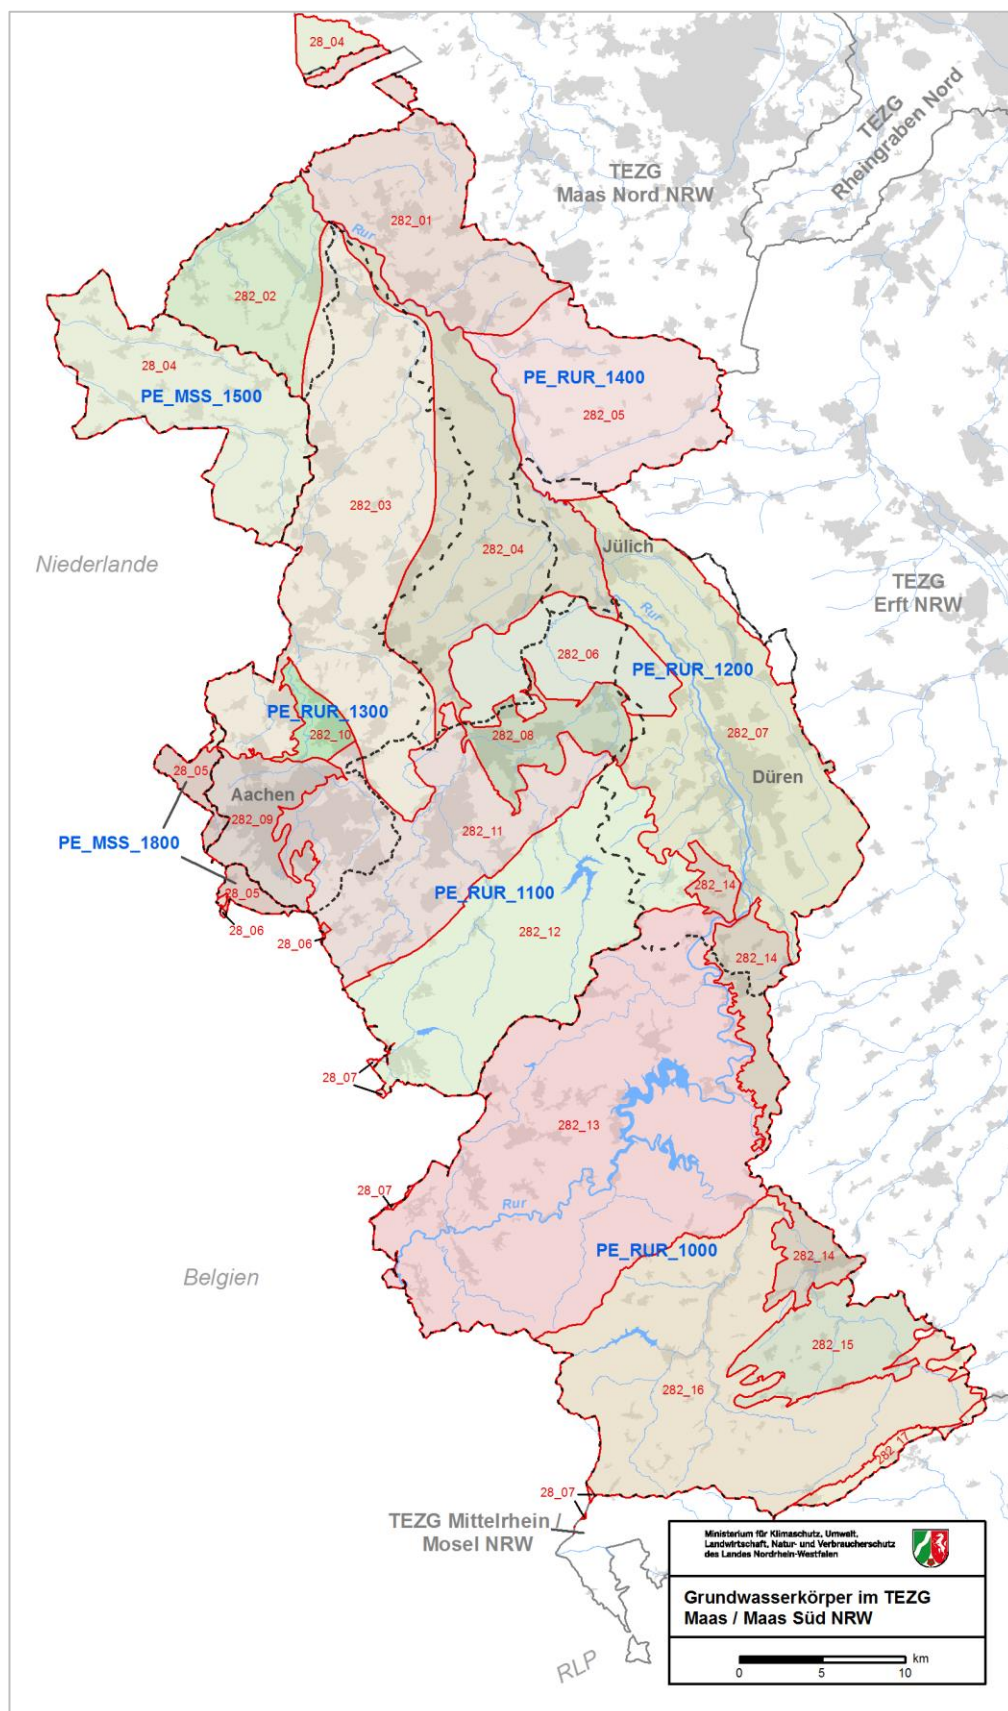 28_04
TEZG
Rheingraben Nord
TEZG
Maas Nord NRW
282_01
Rur
282_02
28_04
PE_MSS_1500
PE_RUR_1400
282_05
282_03
282_04
Jülich
Niederlande
TEZG
Erft NRW
Rur
282_06
PE_RUR_1200
PE_RUR_1300
282_10
282_08
282_07
28_05
Aachen
Düren
282_09
PE_MSS_1800
282_11
28_05
PE_RUR_1100
282_14
28_06
28_06
282_12
282_14
28_07
282_13
28_07
Rur
PE_RUR_1000
282_14
Belgien
282_15
282_16
282_17
28_07
TEZG Mittelrhein /
Mosel NRW
RLP
Ministerium für Klimaschutz, Umwelt,
Landwirtschaft, Natur- und Verbraucherschutz
des Landes Nordrhein-Westfalen
Grundwasserkörper im TEZG
Maas / Maas Süd NRW
km
0 5 10